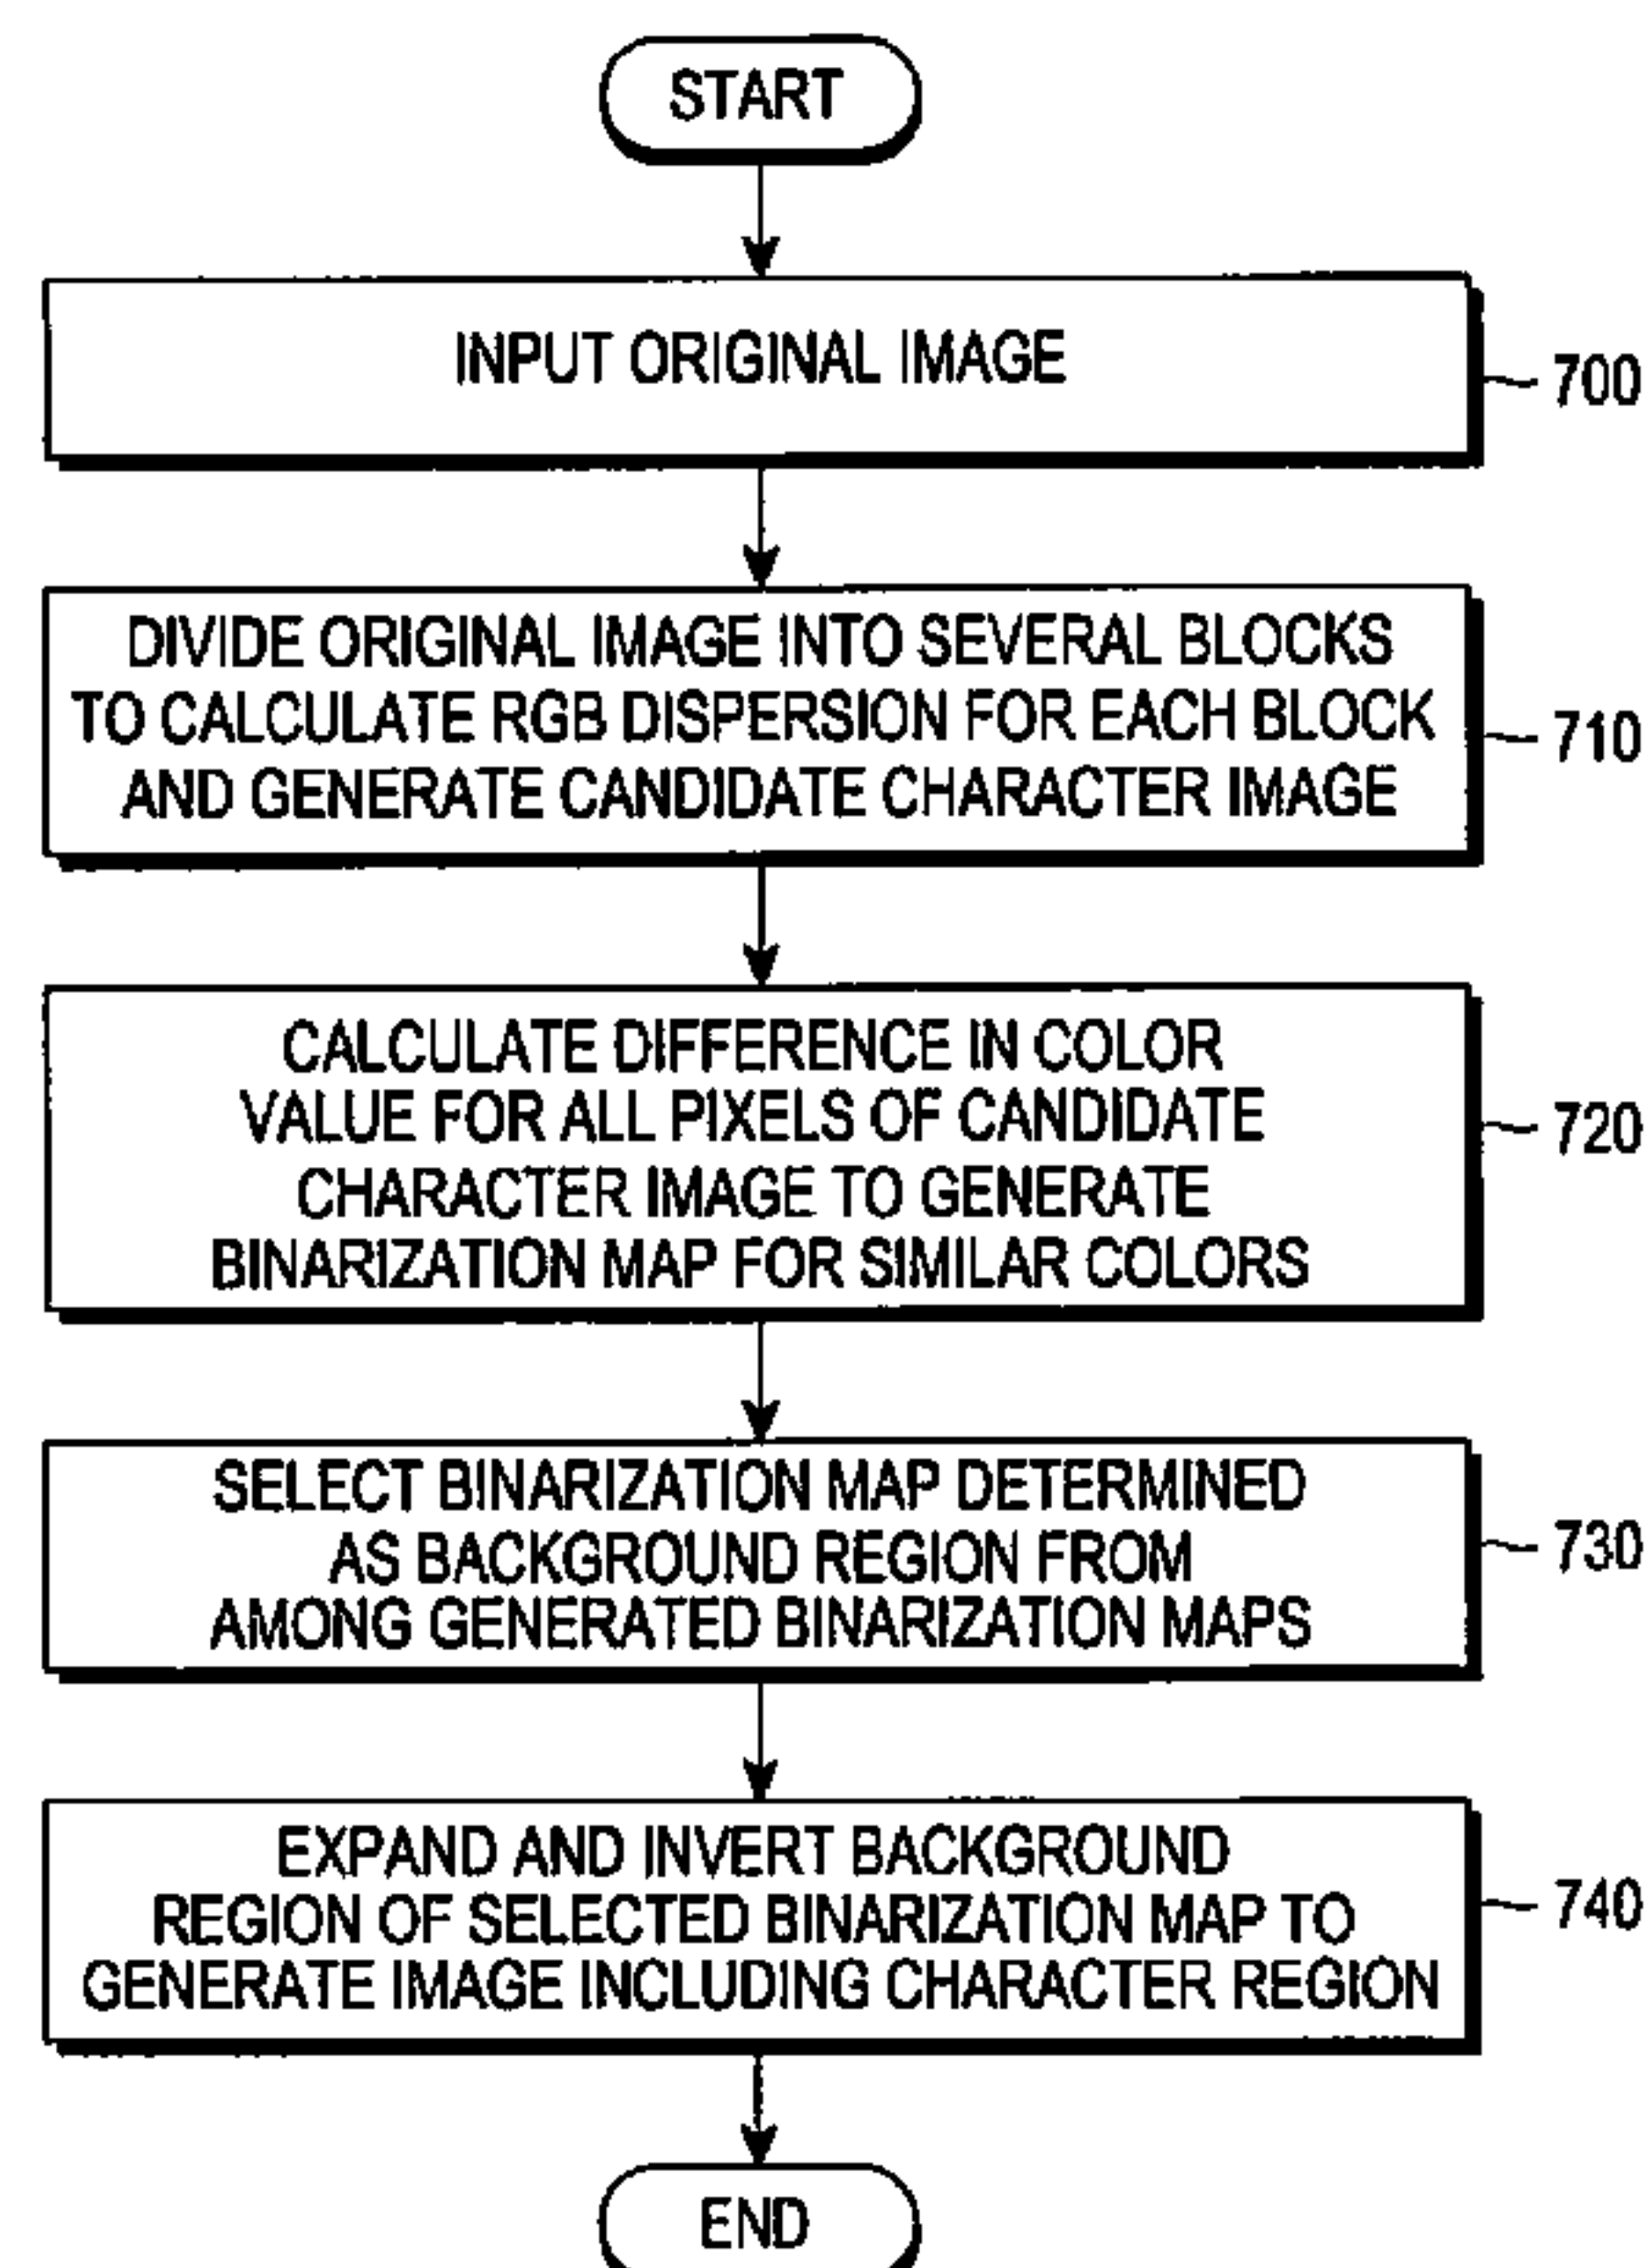 START
INPUT ORIGINAL IMAGE
700
DIVIDE ORIGINAL IMAGE INTO SEVERAL BLOCKS
TO CALCULATE RGB DISPERSION FOR EACH BLOCK
AND GENERATE CANDIDATE CHARACTER IMAGE
710
CALCULATE DIFFERENCE IN COLOR
VALUE FOR ALL PIXELS OF CANDIDATE
CHARACTER IMAGE TO GENERATE
BINARIZATION MAP FOR SIMILAR COLORS
720
SELECT BINARIZATION MAP DETERMINED
AS BACKGROUND REGION FROM
AMONG GENERATED BINARIZATION MAPS
730
EXPAND AND INVERT BACKGROUND
REGION OF SELECTED BINARIZATION MAP TO
GENERATE IMAGE INCLUDING CHARACTER REGION
740
END